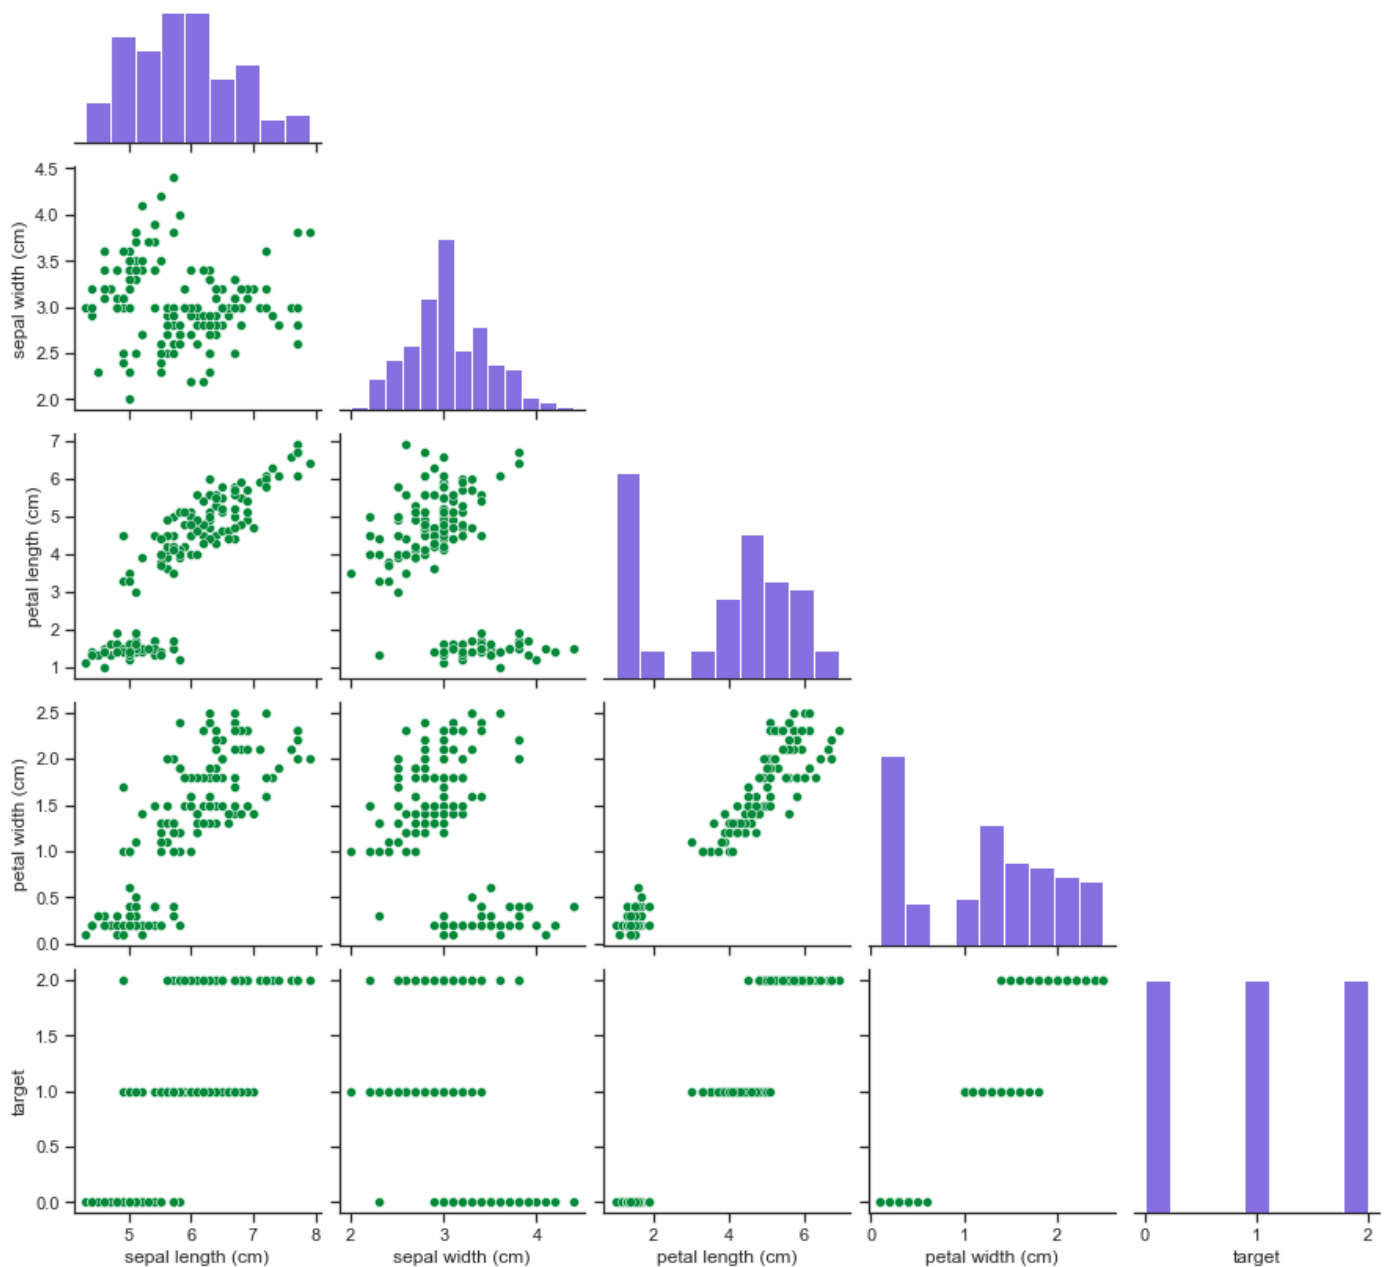 4.5
4.0
3.5
3.0
2.5
2.0
sepal width (cm)
7
6
5
4
3
2
1
petal length (cm)
2.5
2.0
1.5
1.0
0.5
0.0
petal width (cm)
2.0
1.5
1.0
0.5
0.0
target
5 6 7 8
sepal length (cm)
2 3 4
sepal width (cm)
2 4 6
petal length (cm)
0 1 2
petal width (cm)
0 1 2
target